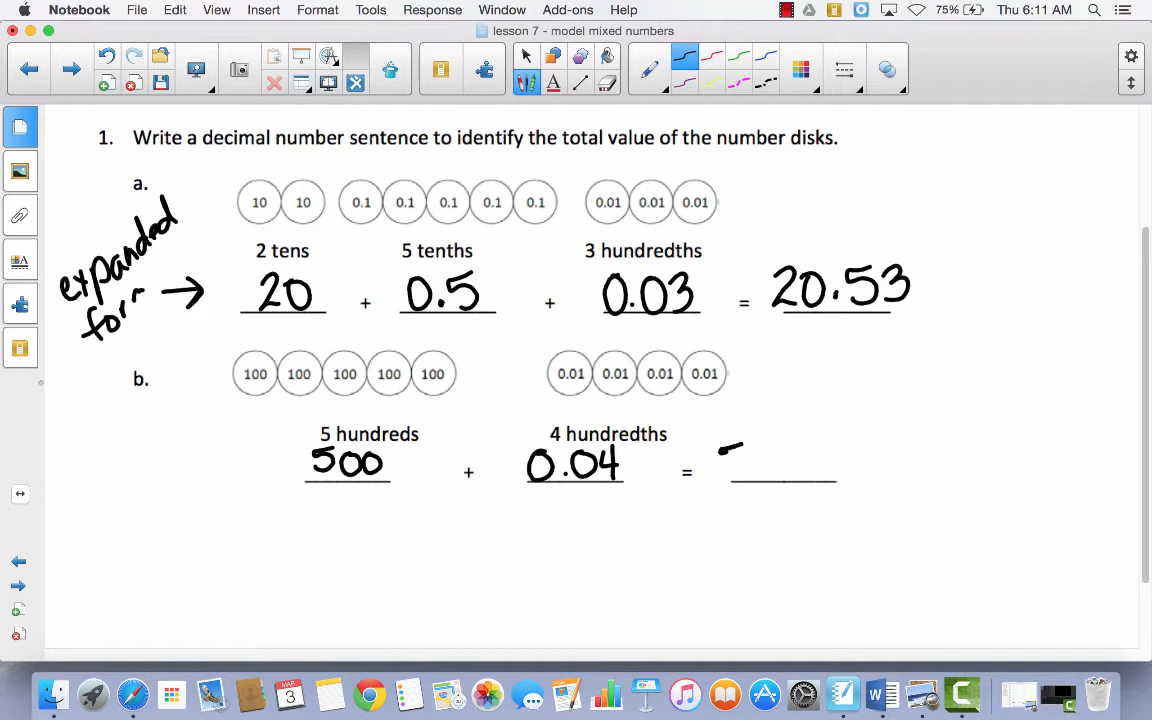 Notebook File Edit View Insert Format Tools Response Window Add-ons Help 75% Thu 6:11 AM
lesson 7 - model mixed numbers
1. Write a decimal number sentence to identify the total value of the number disks.
a.
10 10 0.1 0.1 0.1 0.1 0.1 0.01 0.01 0.01
2 tens 5 tenths 3 hundredths
expanded
form → 20 + 0.5 + 0.03 = 20.53
b.
100 100 100 100 100 0.01 0.01 0.01 0.01
5 hundreds 4 hundredths
500 + 0.04 =
MAR
3